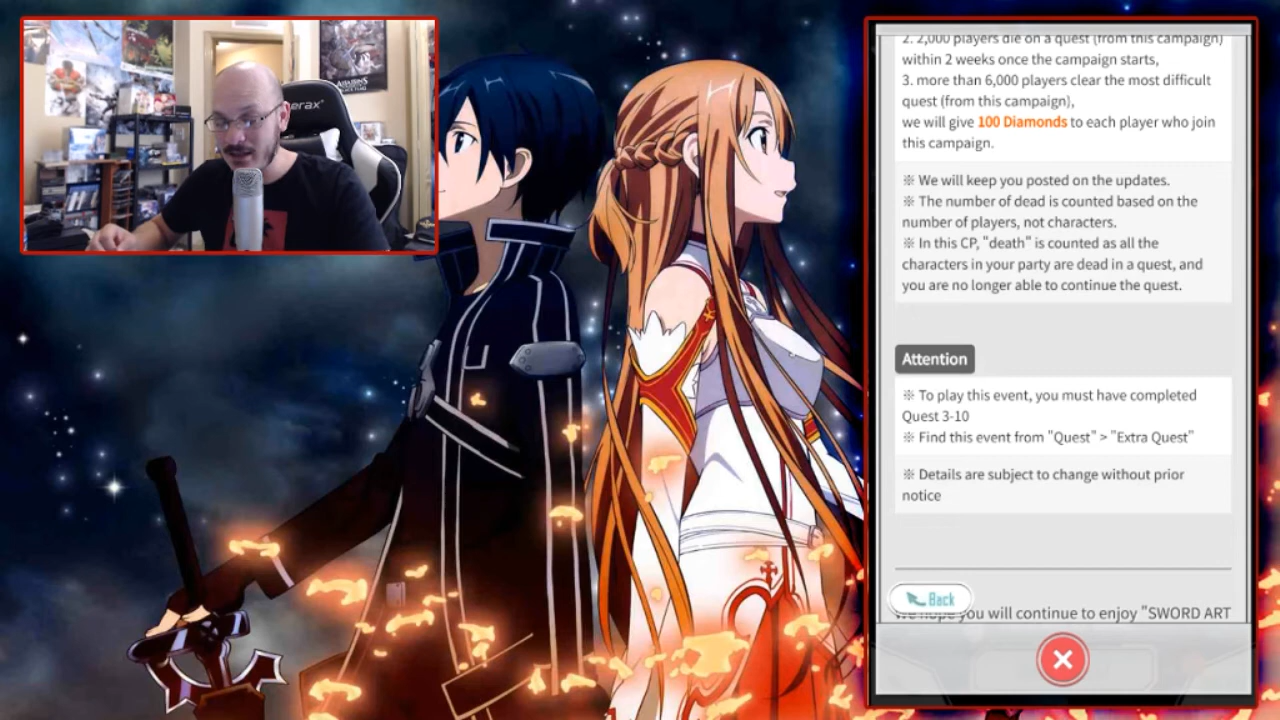 ASSASSIN'S
erax
2. 2,000 players die on a quest (from this campaign)
within 2 weeks once the campaign starts,
3. more than 6,000 players clear the most difficult
quest (from this campaign),
we will give 100 Diamonds to each player who join
this campaign.
※ We will keep you posted on the updates.
※ The number of dead is counted based on the
number of players, not characters.
※ In this CP, "death" is counted as all the
characters in your party are dead in a quest, and
you are no longer able to continue the quest.
Attention
※ To play this event, you must have completed
Quest 3-10
※ Find this event from "Quest" > "Extra Quest"
※ Details are subject to change without prior
notice
Back
We hope you will continue to enjoy "SWORD ART